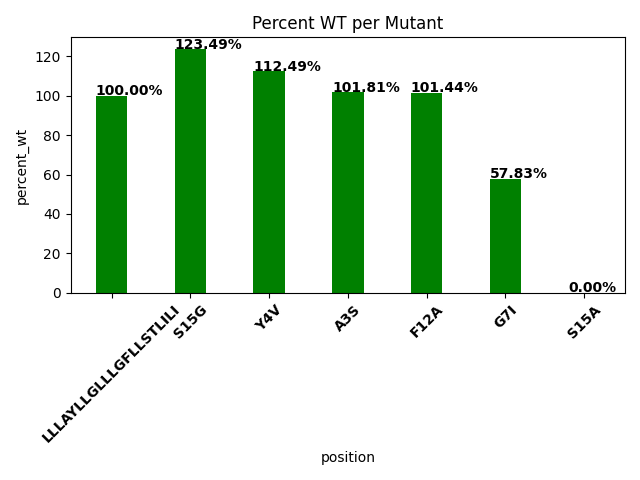 Percent WT per Mutant
percent_wt
120
100
80
60
40
20
0
100.00%
123.49%
112.49%
101.81%
101.44%
57.83%
0.00%
LLLAYLLGLLLGFLLSTLILI
S15G
Y4V
A3S
F12A
G7I
S15A
position